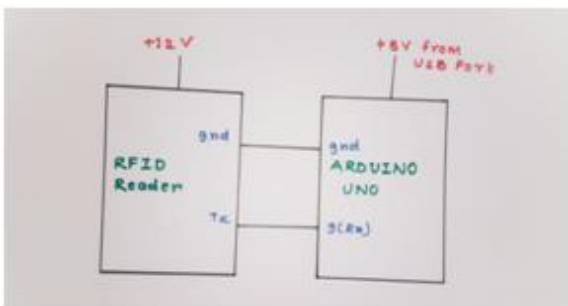 +12V
+5V from
USB Port
gnd
gnd
RFID
Reader
ARDUINO
UNO
Tx
9(Rx)